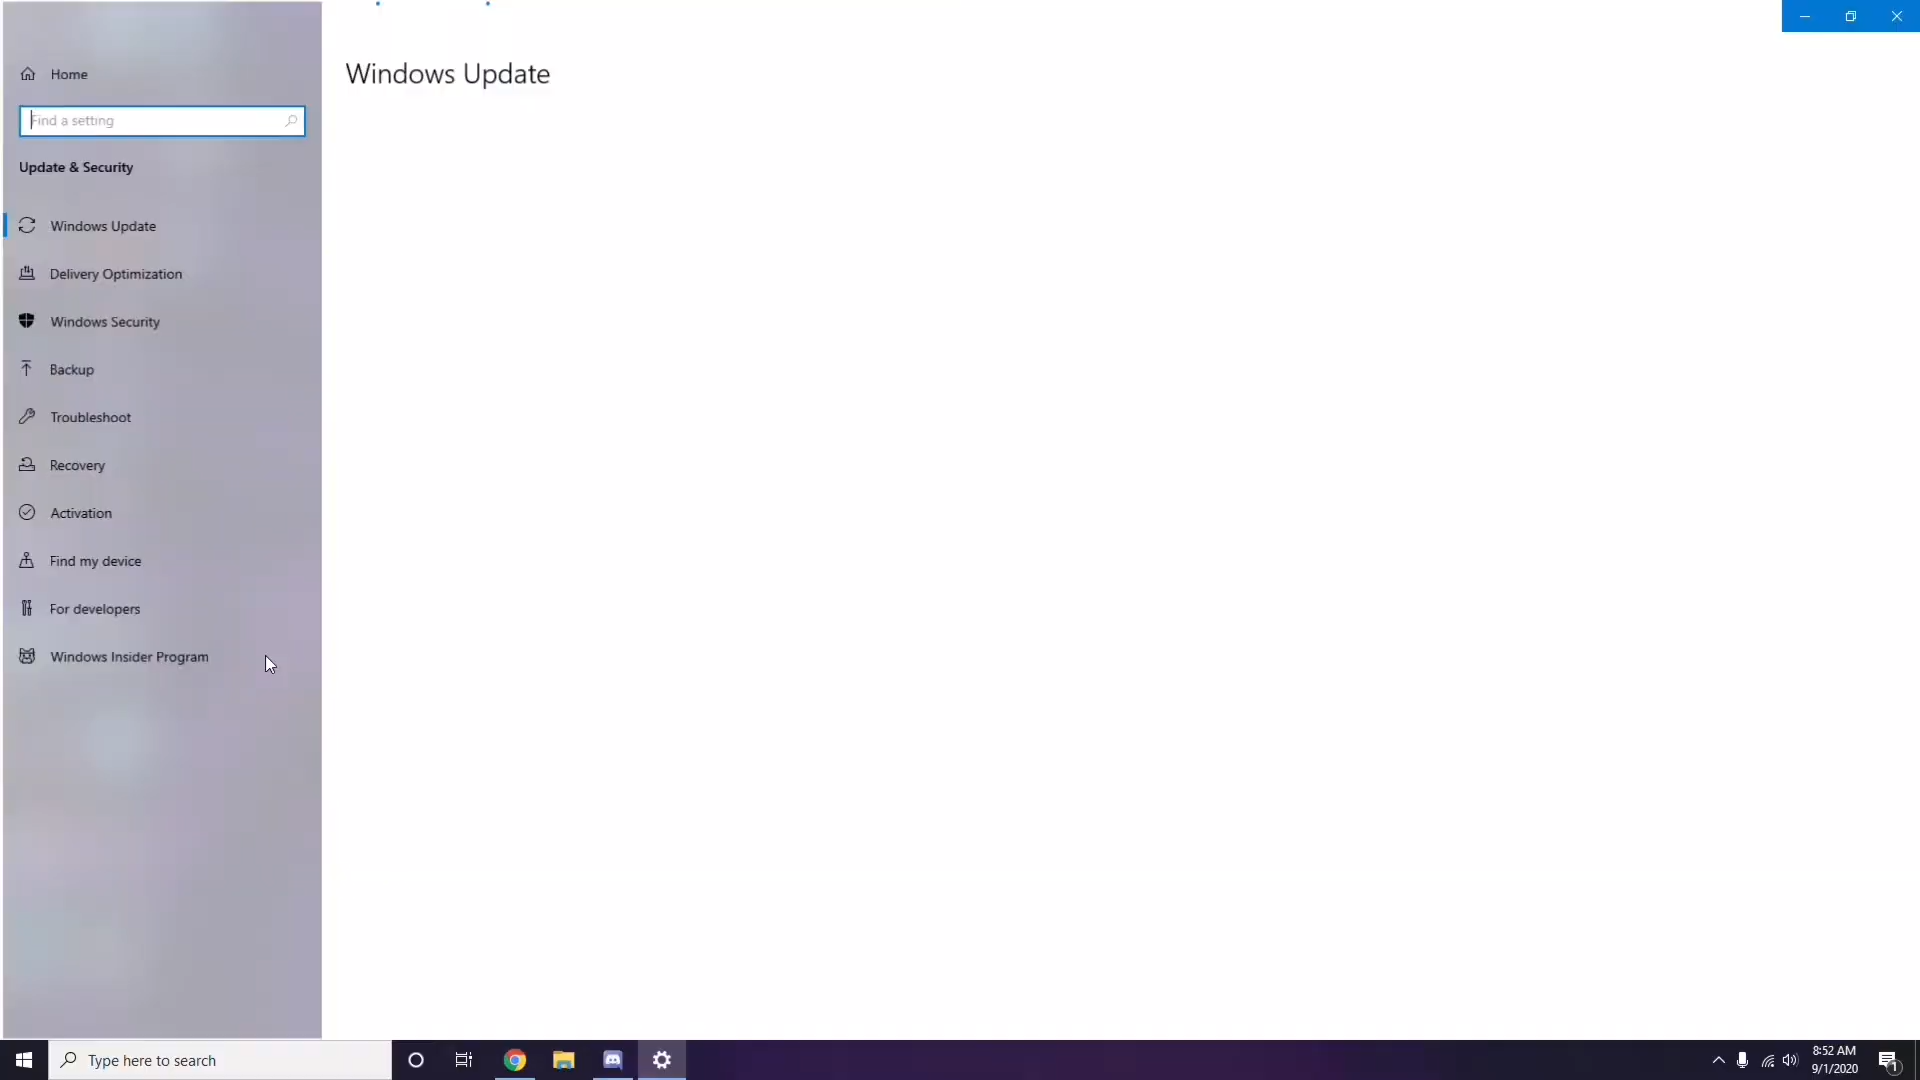 Home
Find a setting
Update & Security
Windows Update
Delivery Optimization
Windows Security
Backup
Troubleshoot
Recovery
Activation
Find my device
For developers
Windows Insider Program
Windows Update
Type here to search
8:52 AM
9/1/2020
1